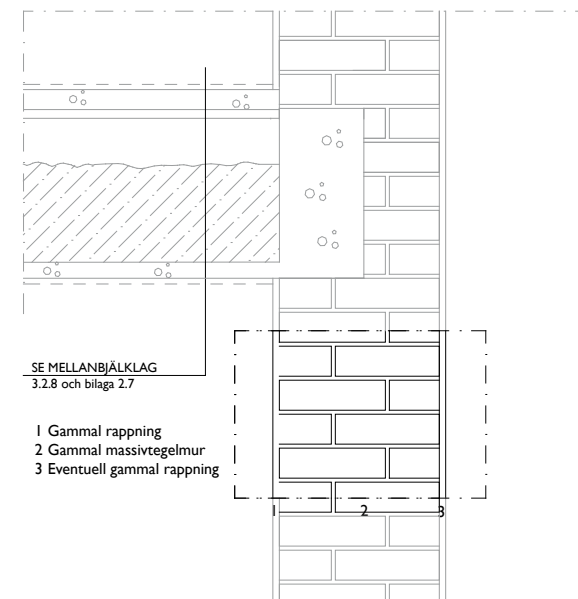 SE MELLANBJÄLKLAG
3.2.8 och bilaga 2.7
1 Gammal rappning
2 Gammal massivtegelmur
3 Eventuell gammal rappning
1 2 3